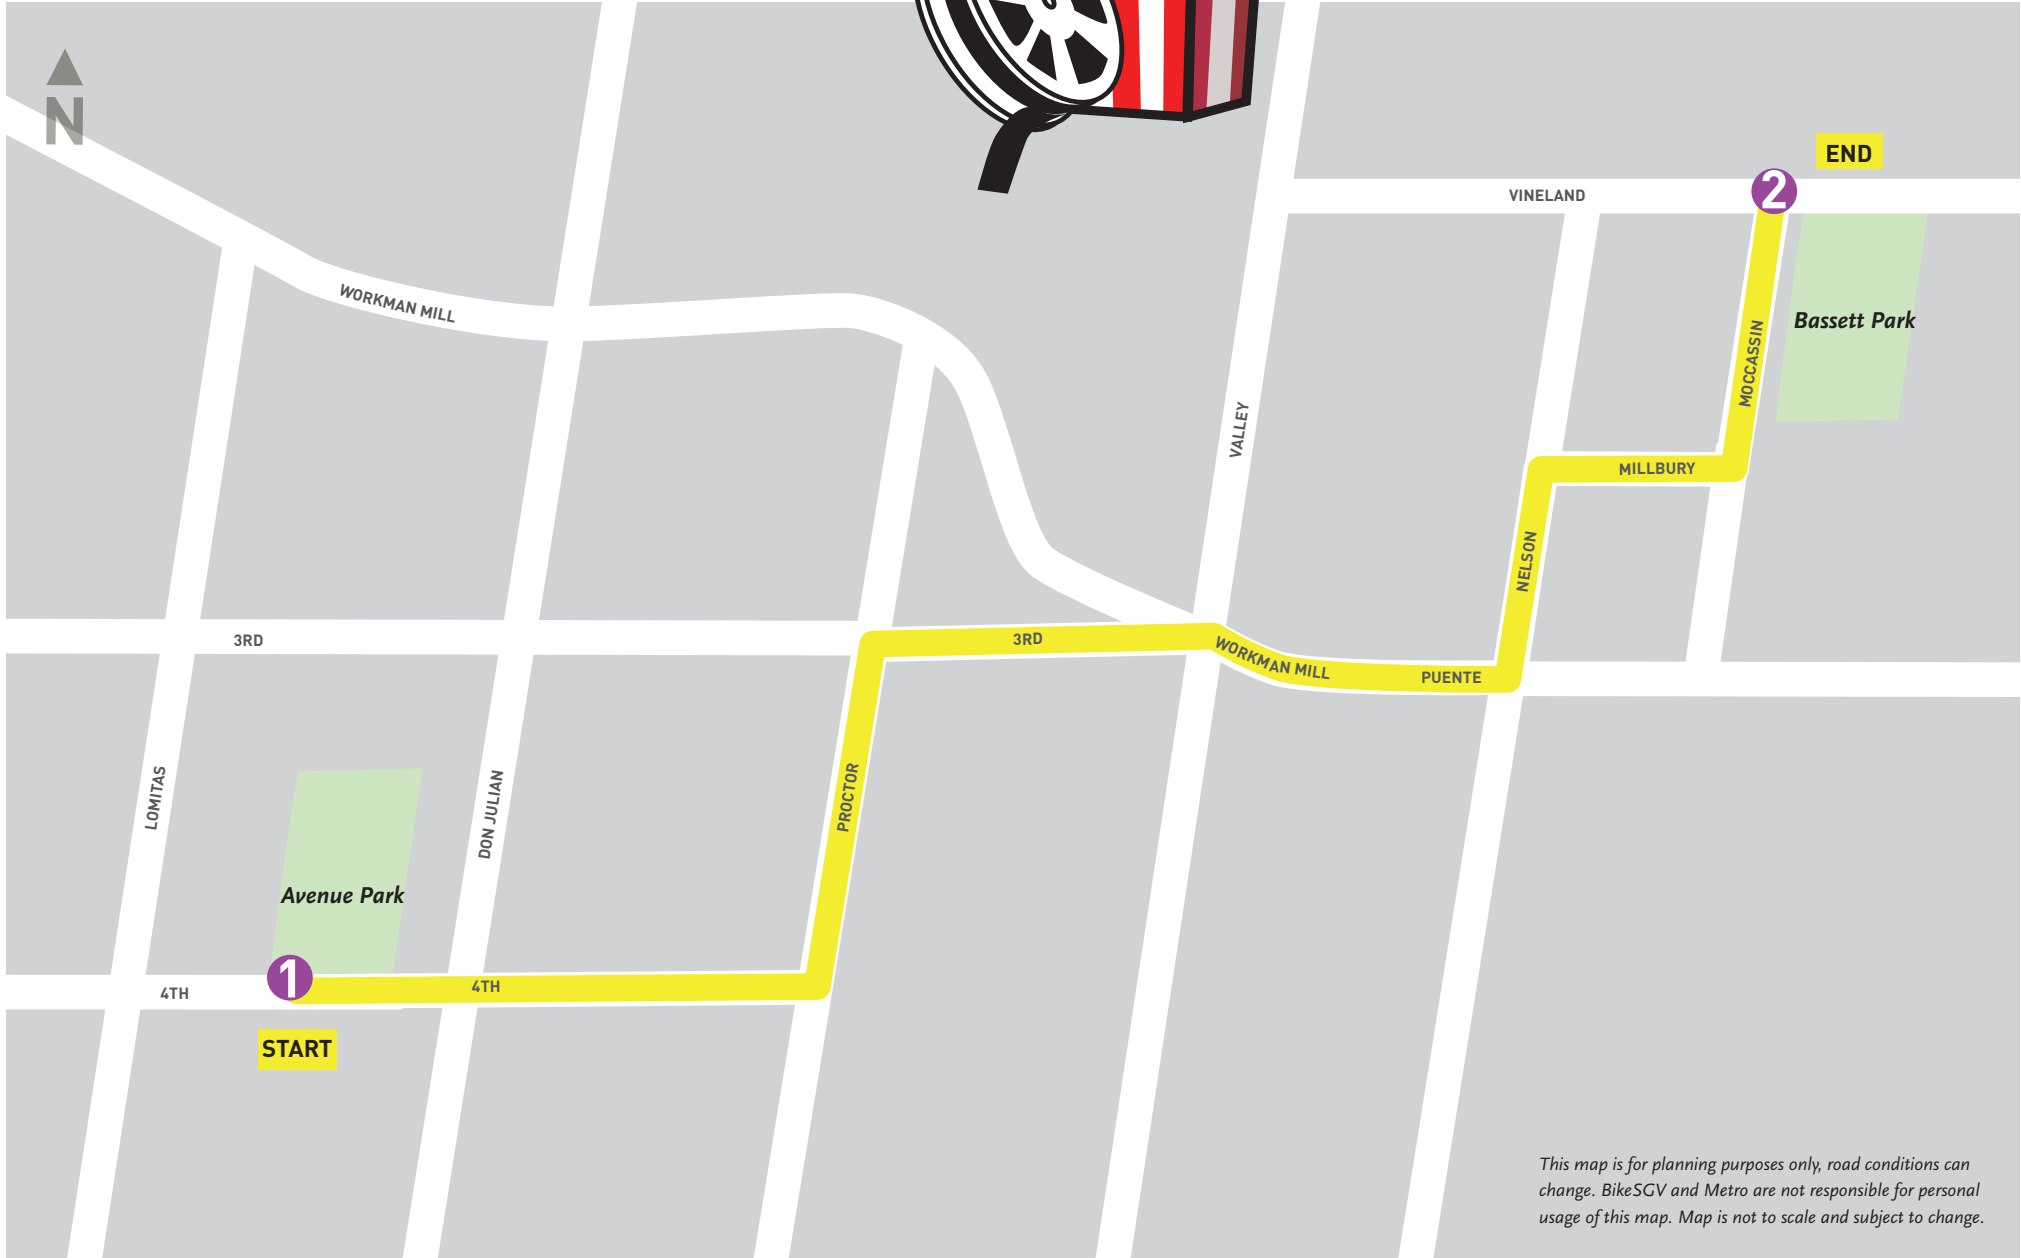 N
END
2
VINELAND
WORKMAN MILL
Bassett Park
MOCCASSIN
VALLEY
MILLBURY
NELSON
3RD
3RD
WORKMAN MILL
PUENTE
LOMITAS
DON JULIAN
PROCTOR
Avenue Park
1
4TH
4TH
START
This map is for planning purposes only, road conditions can
change. BikeSGV and Metro are not responsible for personal
usage of this map. Map is not to scale and subject to change.